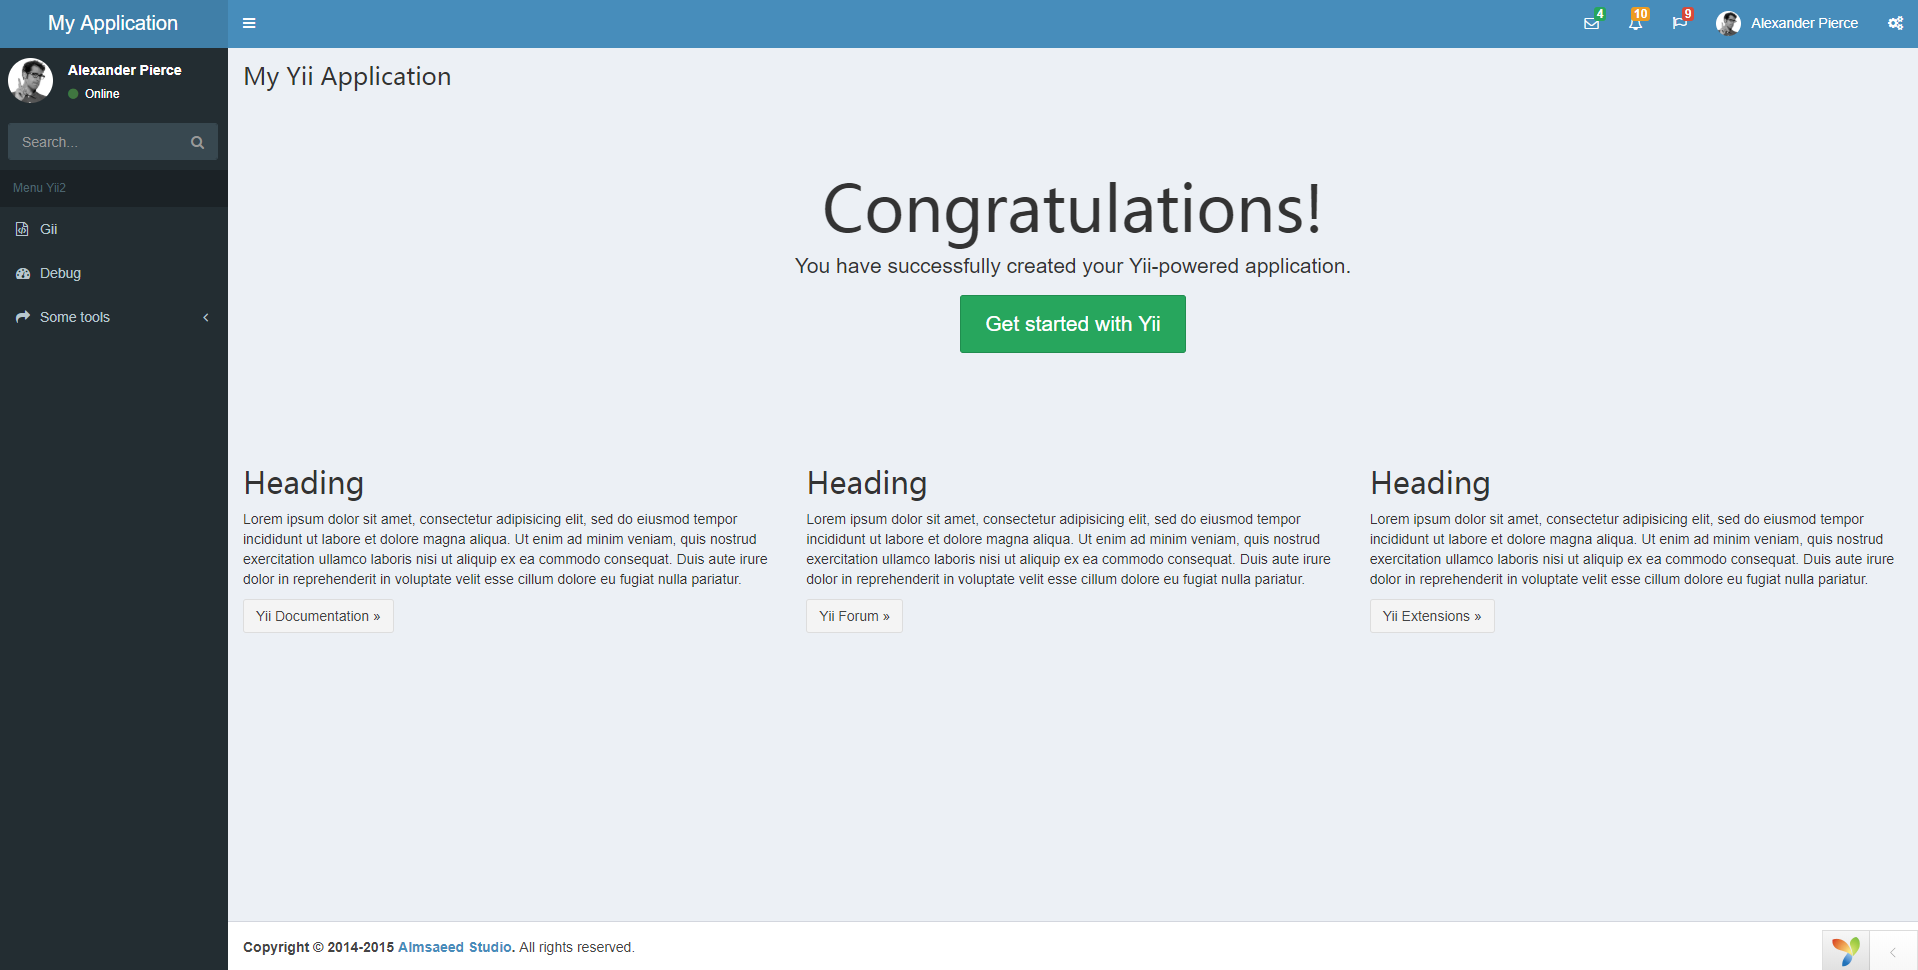 My Application
4
10
9
Alexander Pierce
Alexander Pierce
Online
Search...
Menu Yii2
Gii
Debug
Some tools
My Yii Application
Congratulations!
You have successfully created your Yii-powered application.
Get started with Yii
Heading
Lorem ipsum dolor sit amet, consectetur adipisicing elit, sed do eiusmod tempor
incididunt ut labore et dolore magna aliqua. Ut enim ad minim veniam, quis nostrud
exercitation ullamco laboris nisi ut aliquip ex ea commodo consequat. Duis aute irure
dolor in reprehenderit in voluptate velit esse cillum dolore eu fugiat nulla pariatur.
Yii Documentation »
Heading
Lorem ipsum dolor sit amet, consectetur adipisicing elit, sed do eiusmod tempor
incididunt ut labore et dolore magna aliqua. Ut enim ad minim veniam, quis nostrud
exercitation ullamco laboris nisi ut aliquip ex ea commodo consequat. Duis aute irure
dolor in reprehenderit in voluptate velit esse cillum dolore eu fugiat nulla pariatur.
Yii Forum »
Heading
Lorem ipsum dolor sit amet, consectetur adipisicing elit, sed do eiusmod tempor
incididunt ut labore et dolore magna aliqua. Ut enim ad minim veniam, quis nostrud
exercitation ullamco laboris nisi ut aliquip ex ea commodo consequat. Duis aute irure
dolor in reprehenderit in voluptate velit esse cillum dolore eu fugiat nulla pariatur.
Yii Extensions »
Copyright © 2014-2015 Almsaeed Studio. All rights reserved.